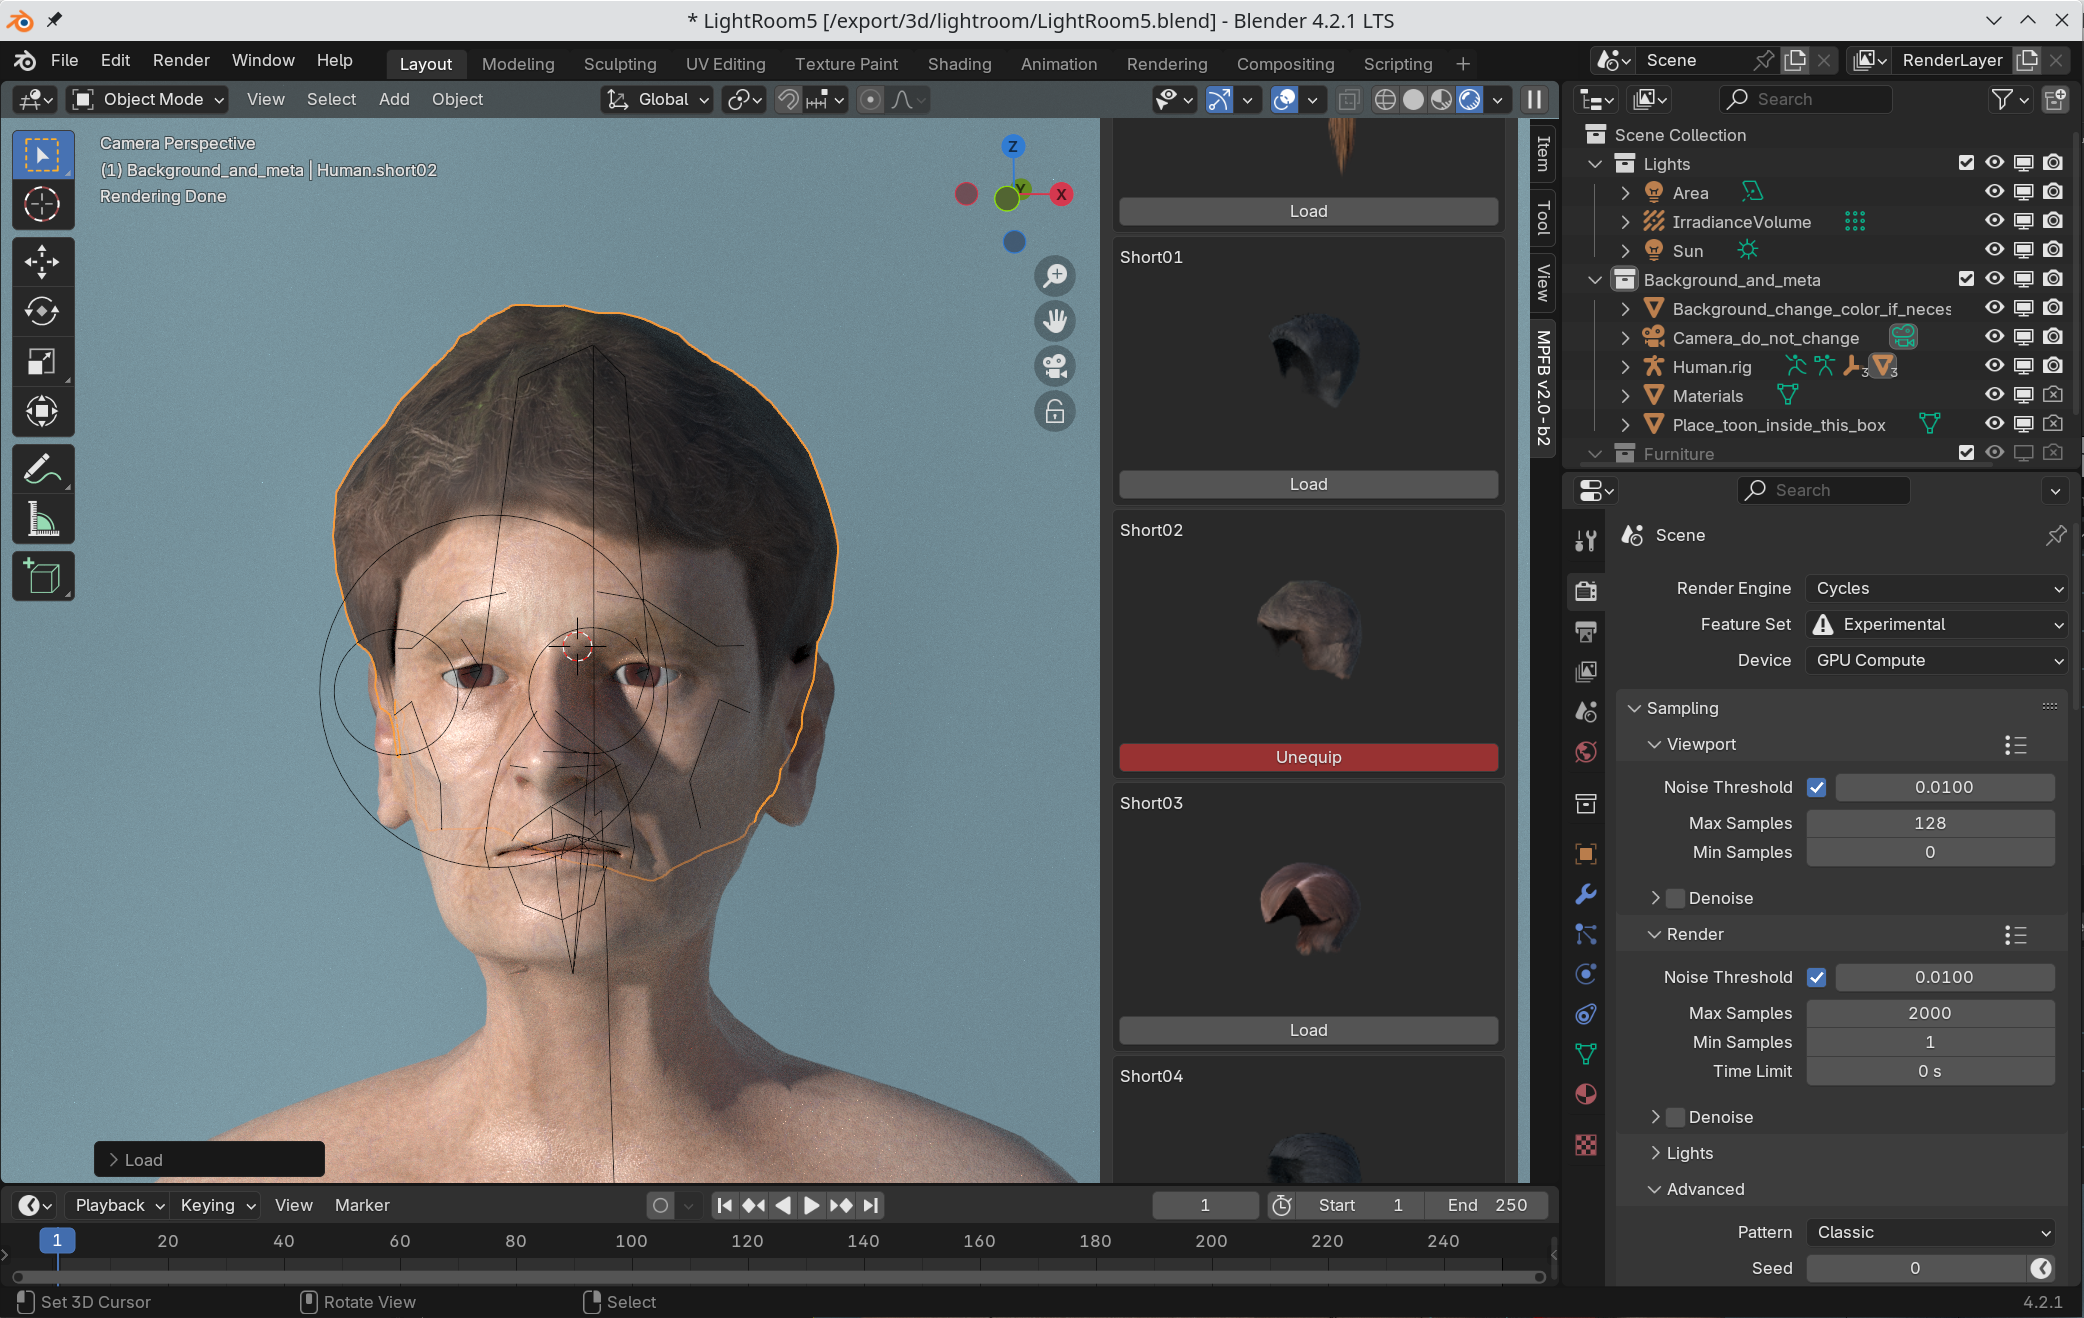 * LightRoom5 [/export/3d/lightroom/LightRoom5.blend] - Blender 4.2.1 LTS
File Edit Render Window Help
Layout Modeling Sculpting UV Editing Texture Paint Shading Animation Rendering Compositing Scripting +
Scene
RenderLayer
Object Mode View Select Add Object
Global
Search
Camera Perspective
(1) Background_and_meta | Human.short02
Rendering Done
Z
Y
X
Load
Short01
Load
Short02
Unequip
Short03
Load
Short04
Item
Tool
View
MPFB v2.0 - b2
Scene Collection
Lights
Area
IrradianceVolume
Sun
Background_and_meta
Background_change_color_if_neces
Camera_do_not_change
Human.rig 3 3
Materials
Place_toon_inside_this_box
Furniture
Search
Scene
Render Engine Cycles
Feature Set Experimental
Device GPU Compute
Sampling
Viewport
Noise Threshold 0.0100
Max Samples 128
Min Samples 0
Denoise
Render
Noise Threshold 0.0100
Max Samples 2000
Min Samples 1
Time Limit 0 s
Denoise
Lights
Advanced
Pattern Classic
Seed 0
Load
Playback Keying View Marker
1
Start 1
End 250
1 20 40 60 80 100 120 140 160 180 200 220 240
Set 3D Cursor
Rotate View
Select
4.2.1